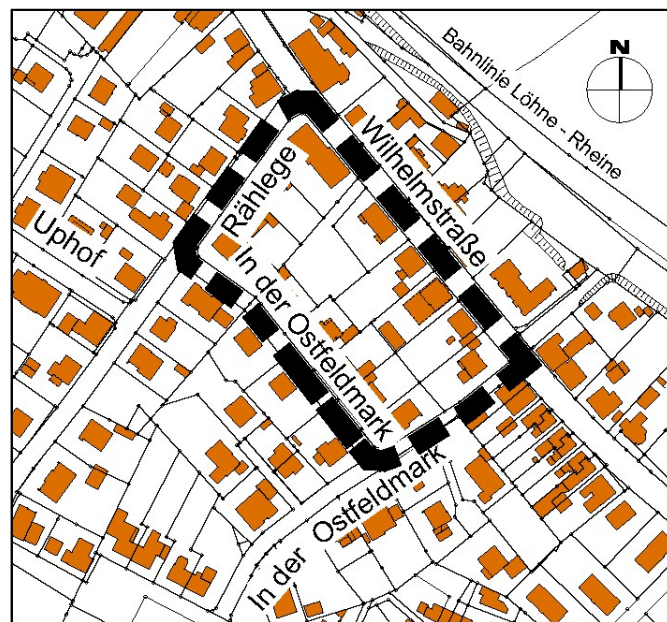 N
Bahnlinie Löhne - Rheine
Wilhelmstraße
Rählege
Uphof
In der Ostfeldmark
In der Ostfeldmark